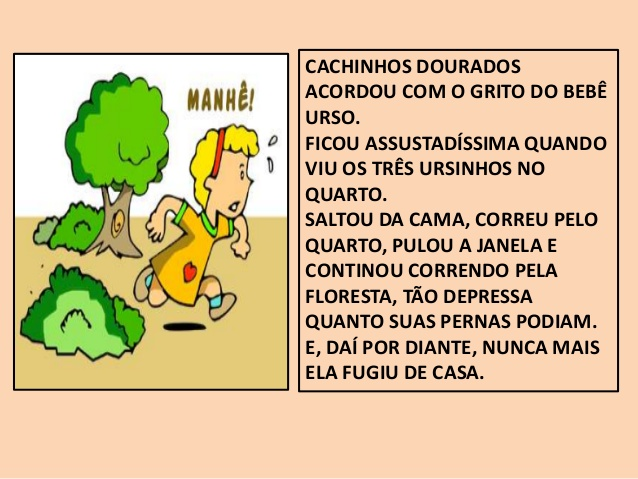 MANHÊ!
CACHINHOS DOURADOS
ACORDOU COM O GRITO DO BEBÊ
URSO.
FICOU ASSUSTADÍSSIMA QUANDO
VIU OS TRÊS URSINHOS NO
QUARTO.
SALTOU DA CAMA, CORREU PELO
QUARTO, PULOU A JANELA E
CONTINOU CORRENDO PELA
FLORESTA, TÃO DEPRESSA
QUANTO SUAS PERNAS PODIAM.
E, DAÍ POR DIANTE, NUNCA MAIS
ELA FUGIU DE CASA.